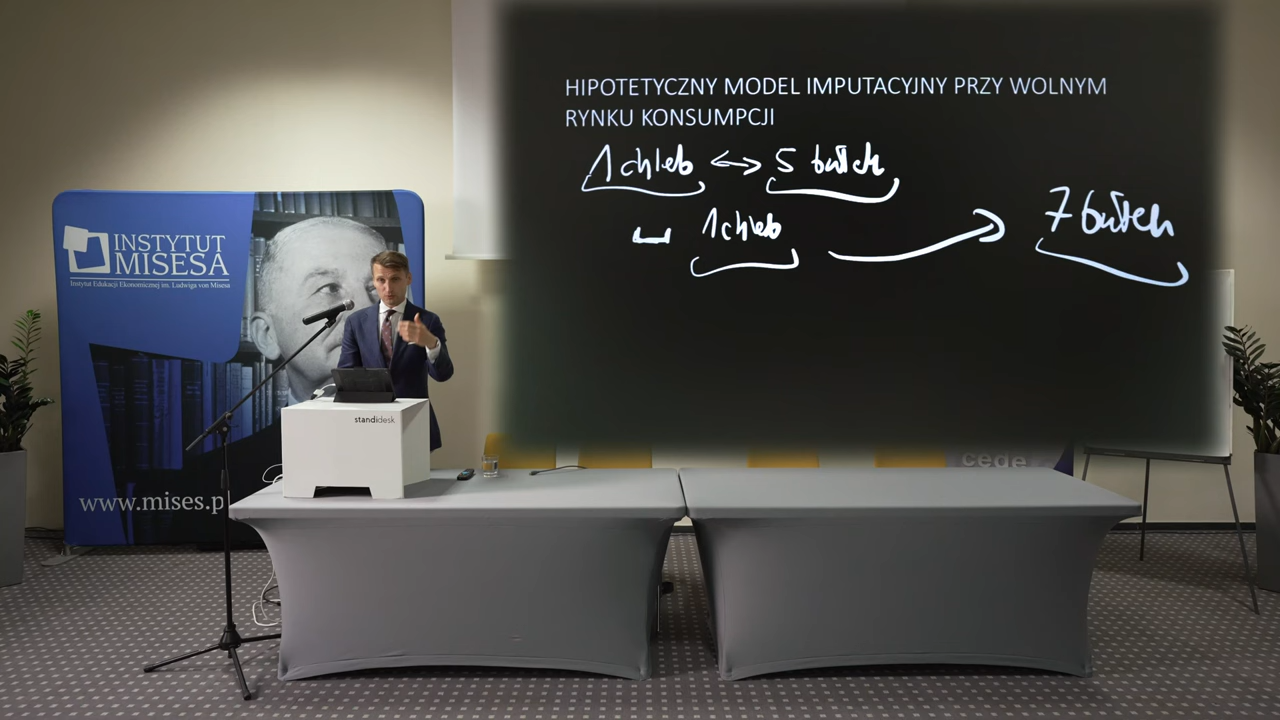 HIPOTETYCZNY MODEL IMPUTACYJNY PRZY WOLNYM
RYNKU KONSUMPCJI
1 chleb ↔ 5 bułek
1 chleb → 7 bułek
INSTYTUT
MISESA
Instytut Edukacji Ekonomicznej im. Ludwiga von Misesa
www.mises.p
standidesk
cede